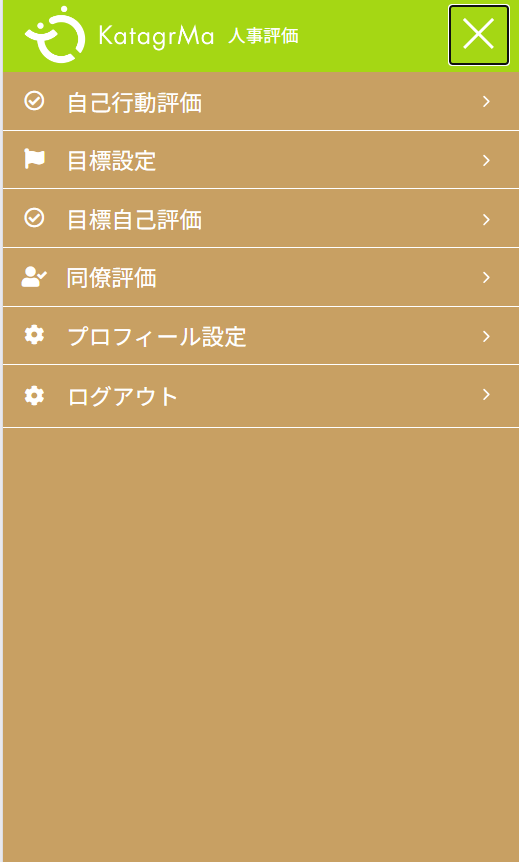 KatagrMa 人事評価
自己行動評価
目標設定
目標自己評価
同僚評価
プロフィール設定
ログアウト